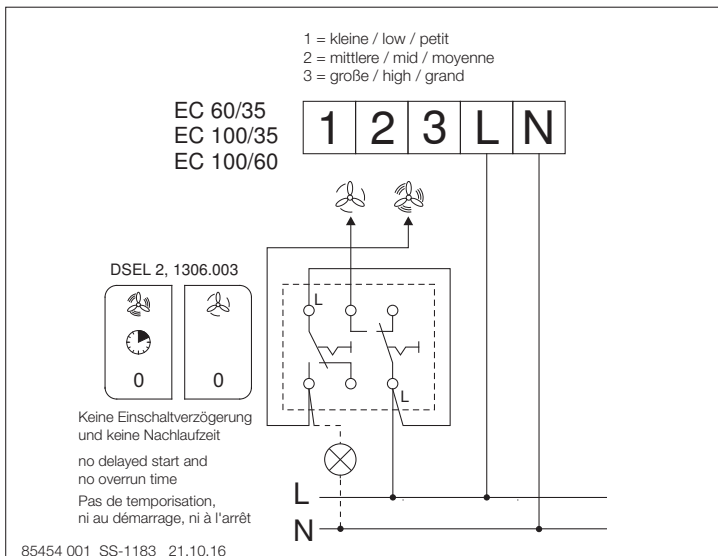 1 = kleine / low / petit
2 = mittlere / mid / moyenne
3 = große / high / grand
EC 60/35
EC 100/35
EC 100/60
1 2 3 L N
DSEL 2, 1306.003
0 0
L
L
Keine Einschaltverzögerung
und keine Nachlaufzeit
no delayed start and
no overrun time
Pas de temporisation,
ni au démarrage, ni à l'arrêt
L
N
85454 001 SS-1183 21.10.16